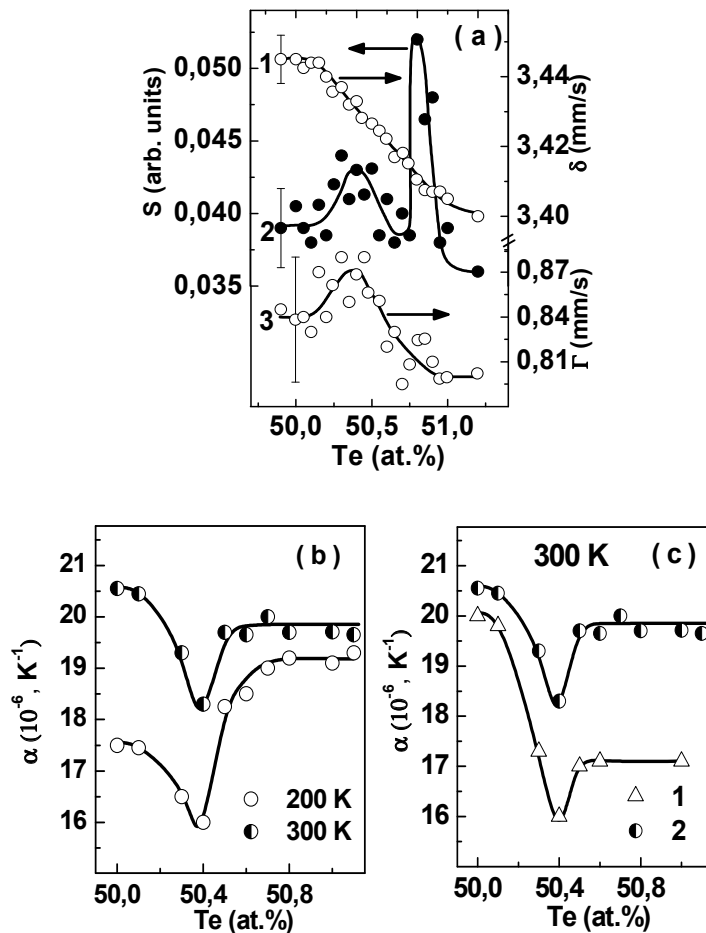 ( a )
S (arb. units)
0,050
0,045
0,040
0,035
1
2
3
3,44
3,42
3,40
δ (mm/s)
0,87
0,84
0,81
Γ (mm/s)
50,0 50,5 51,0
Te (at.%)
( b )
α (10⁻⁶, K⁻¹)
21
20
19
18
17
16
200 K
300 K
50,0 50,4 50,8
Te (at.%)
300 K ( c )
α (10⁻⁶, K⁻¹)
21
20
19
18
17
16
1
2
50,0 50,4 50,8
Te (at.%)